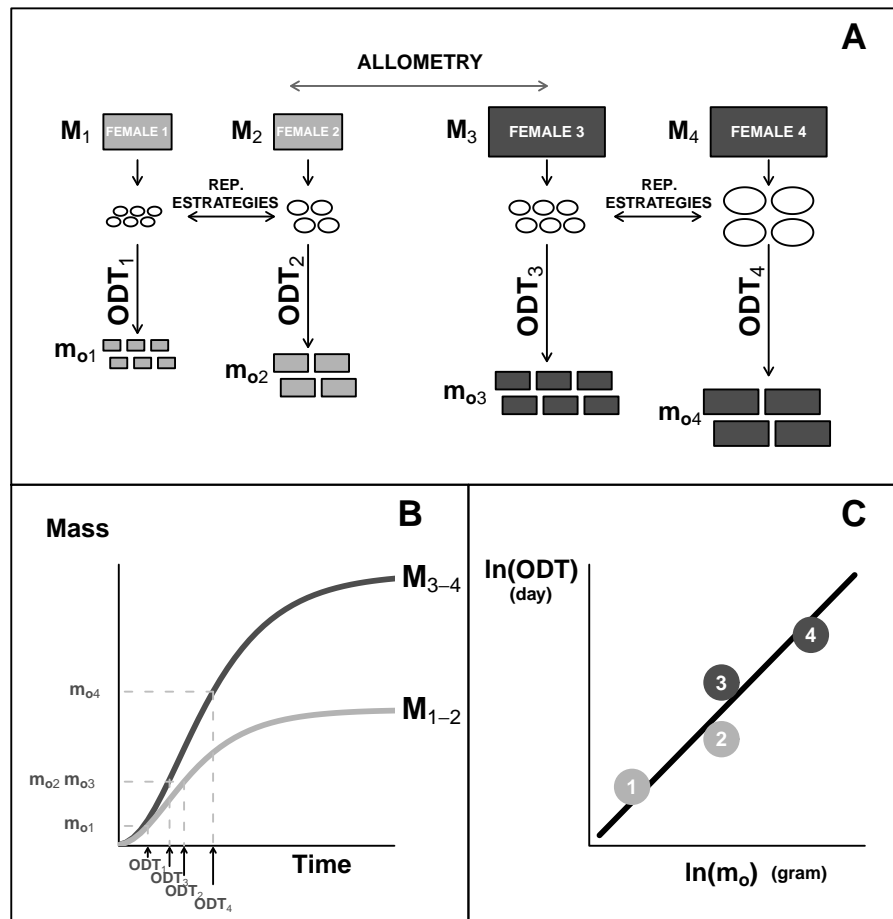 A
ALLOMETRY
M1 FEMALE 1 M2 FEMALE 2 M3 FEMALE 3 M4 FEMALE 4
REP.
ESTRATEGIES
REP.
ESTRATEGIES
ODT1 ODT2 ODT3 ODT4
mo1 mo2 mo3 mo4
B
Mass
M3–4
M1–2
mo4
mo2 mo3
mo1
Time
ODT1
ODT3
ODT2
ODT4
C
ln(ODT)
(day)
1
2
3
4
ln(mo) (gram)